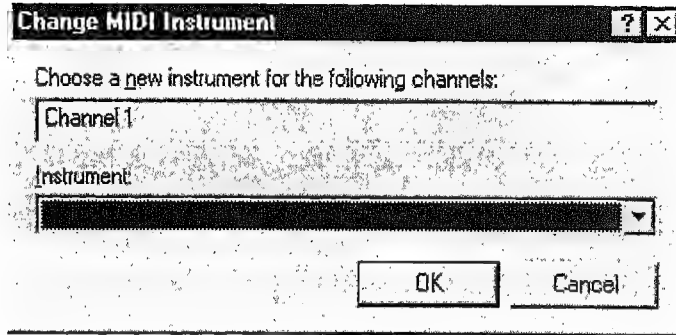 Change MIDI Instrument
Choose a new instrument for the following channels:
Channel 1
Instrument:
OK Cancel